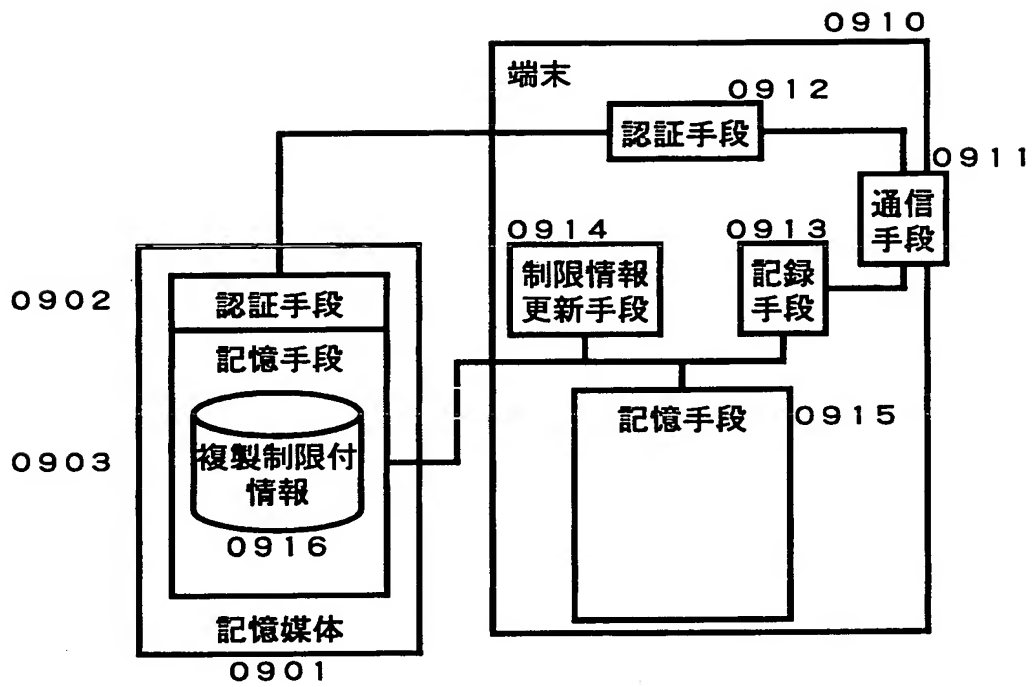 0910
端末
0912
認証手段
0911
通信
手段
0914
0913
制限情報
更新手段
記録
手段
0902
認証手段
記憶手段
0903
複製制限付
情報
0916
記憶手段
0915
記憶媒体
0901